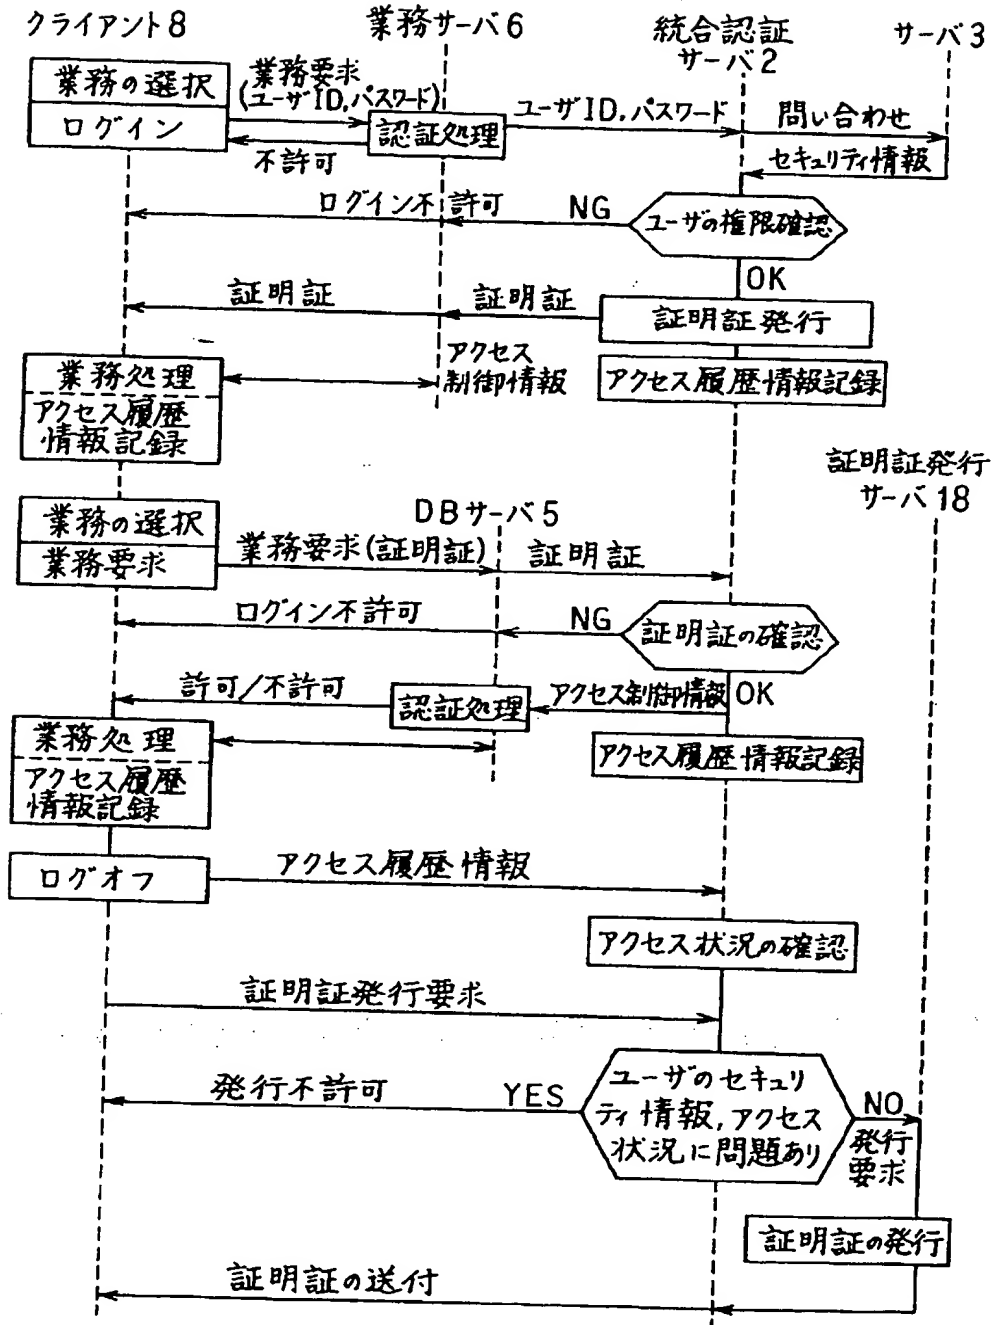 クライアント8
業務サーバ6
統合認証
サーバ2
サーバ3
業務の選択
ログイン
業務要求
(ユーザID,パスワード)
認証処理
不許可
ユーザID,パスワード
問い合わせ
セキュリティ情報
ログイン不許可
NG
ユーザの権限確認
OK
証明証
証明証
証明証発行
業務処理
アクセス履歴
情報記録
アクセス
制御情報
アクセス履歴情報記録
証明証発行
サーバ18
業務の選択
業務要求
DBサーバ5
業務要求(証明証)
証明証
ログイン不許可
NG
証明証の確認
許可/不許可
認証処理
アクセス制御情報
OK
業務処理
アクセス履歴
情報記録
アクセス履歴情報記録
ログオフ
アクセス履歴情報
アクセス状況の確認
証明証発行要求
発行不許可
YES
ユーザのセキュリ
ティ情報,アクセス
状況に問題あり
NO
発行
要求
証明証の発行
証明証の送付